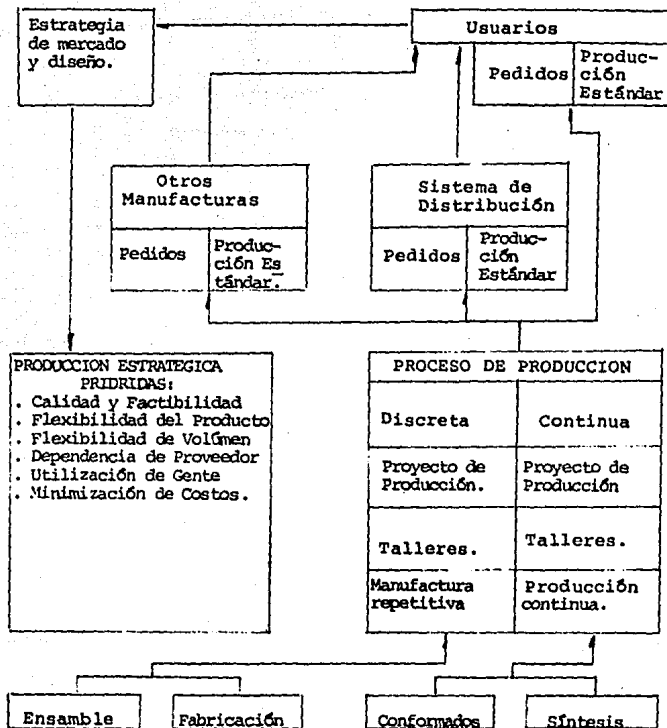 Estrategia
de mercado
y diseño.
Usuarios
Pedidos
Produc-
ción
Estándar
Otros
Manufacturas
Pedidos
Produc-
ción Es
tándar.
Sistema de
Distribución
Pedidos
Produc-
ción
Estándar
PRODUCCION ESTRATEGICA
PRIDRIDAS:
. Calidad y Factibilidad
. Flexibilidad del Producto
. Flexibilidad de Volúmen
. Dependencia de Proveedor
. Utilización de Gente
. Minimización de Costos.
PROCESO DE PRODUCCION
Discreta
Continua
Proyecto de
Producción.
Proyecto de
Producción
Talleres.
Talleres.
Manufactura
repetitiva
Producción
continua.
Ensamble
Fabricación
Conformados
Síntesis